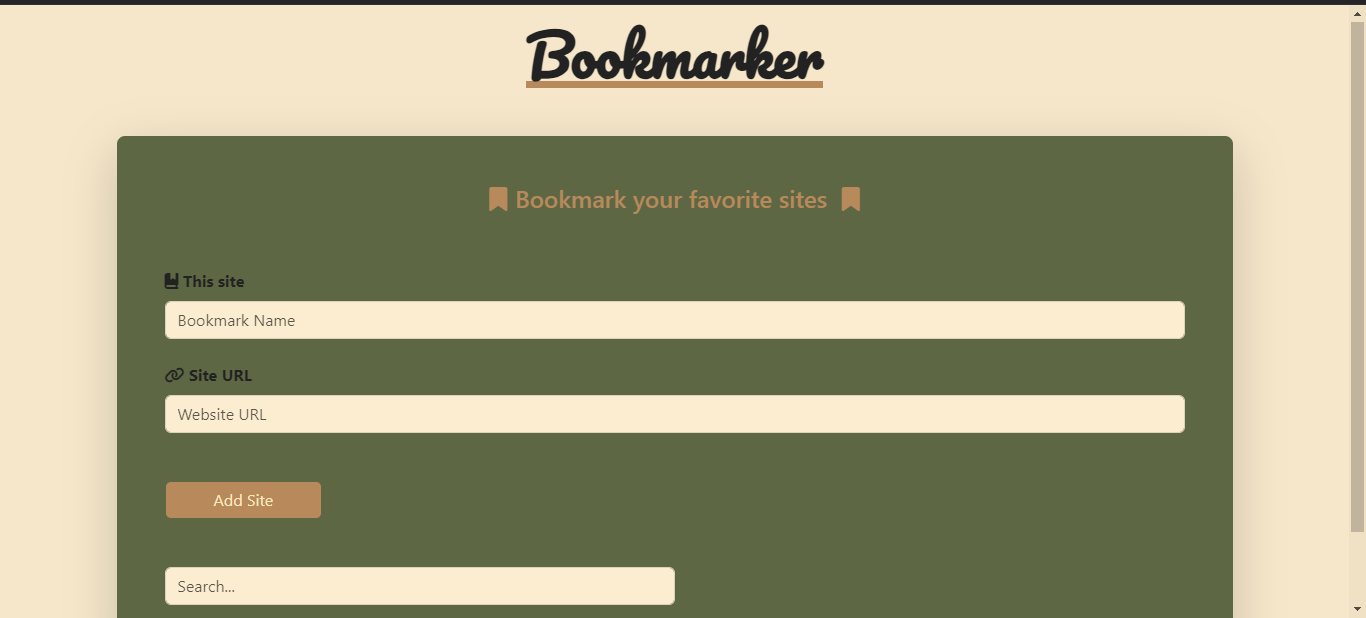 Bookmarker
Bookmark your favorite sites
This site
Bookmark Name
Site URL
Website URL
Add Site
Search...